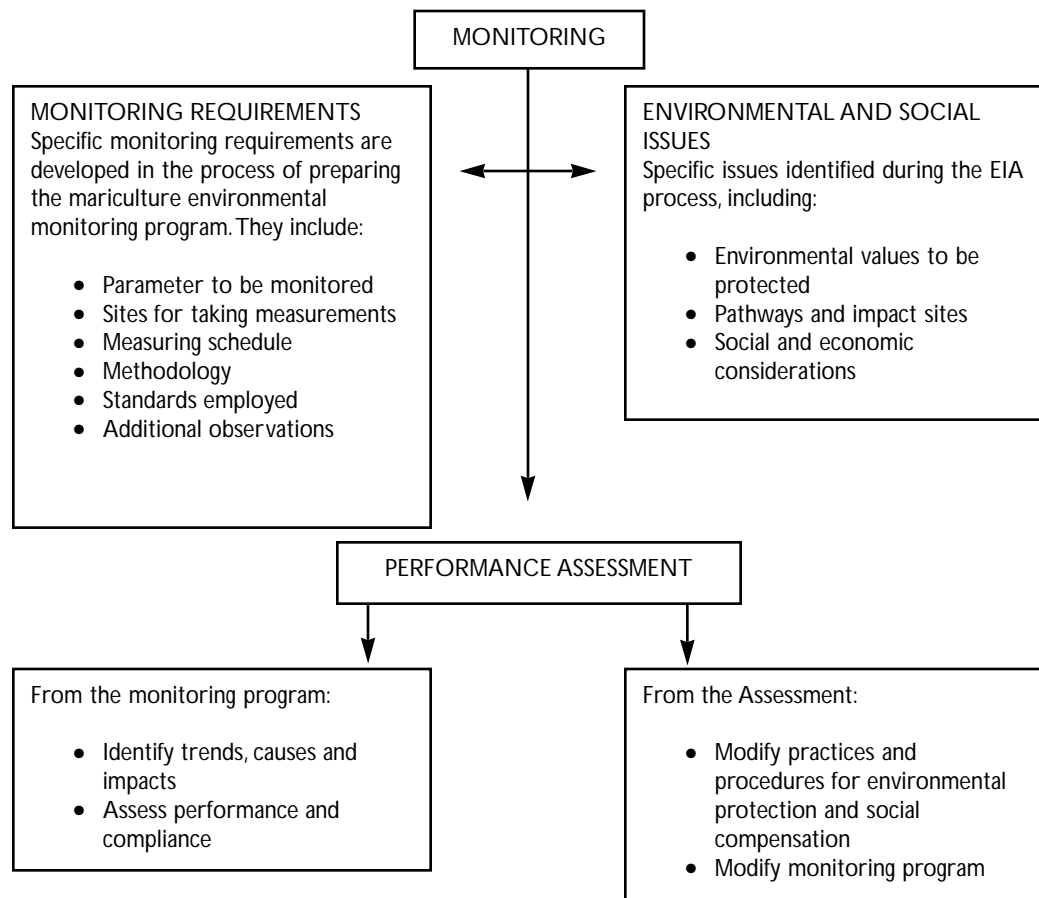 MONITORING
MONITORING REQUIREMENTS
Specific monitoring requirements are
developed in the process of preparing
the mariculture environmental
monitoring program. They include:
● Parameter to be monitored
● Sites for taking measurements
● Measuring schedule
● Methodology
● Standards employed
● Additional observations
ENVIRONMENTAL AND SOCIAL
ISSUES
Specific issues identified during the EIA
process, including:
● Environmental values to be
protected
● Pathways and impact sites
● Social and economic
considerations
PERFORMANCE ASSESSMENT
From the monitoring program:
● Identify trends, causes and
impacts
● Assess performance and
compliance
From the Assessment:
● Modify practices and
procedures for environmental
protection and social
compensation
● Modify monitoring program